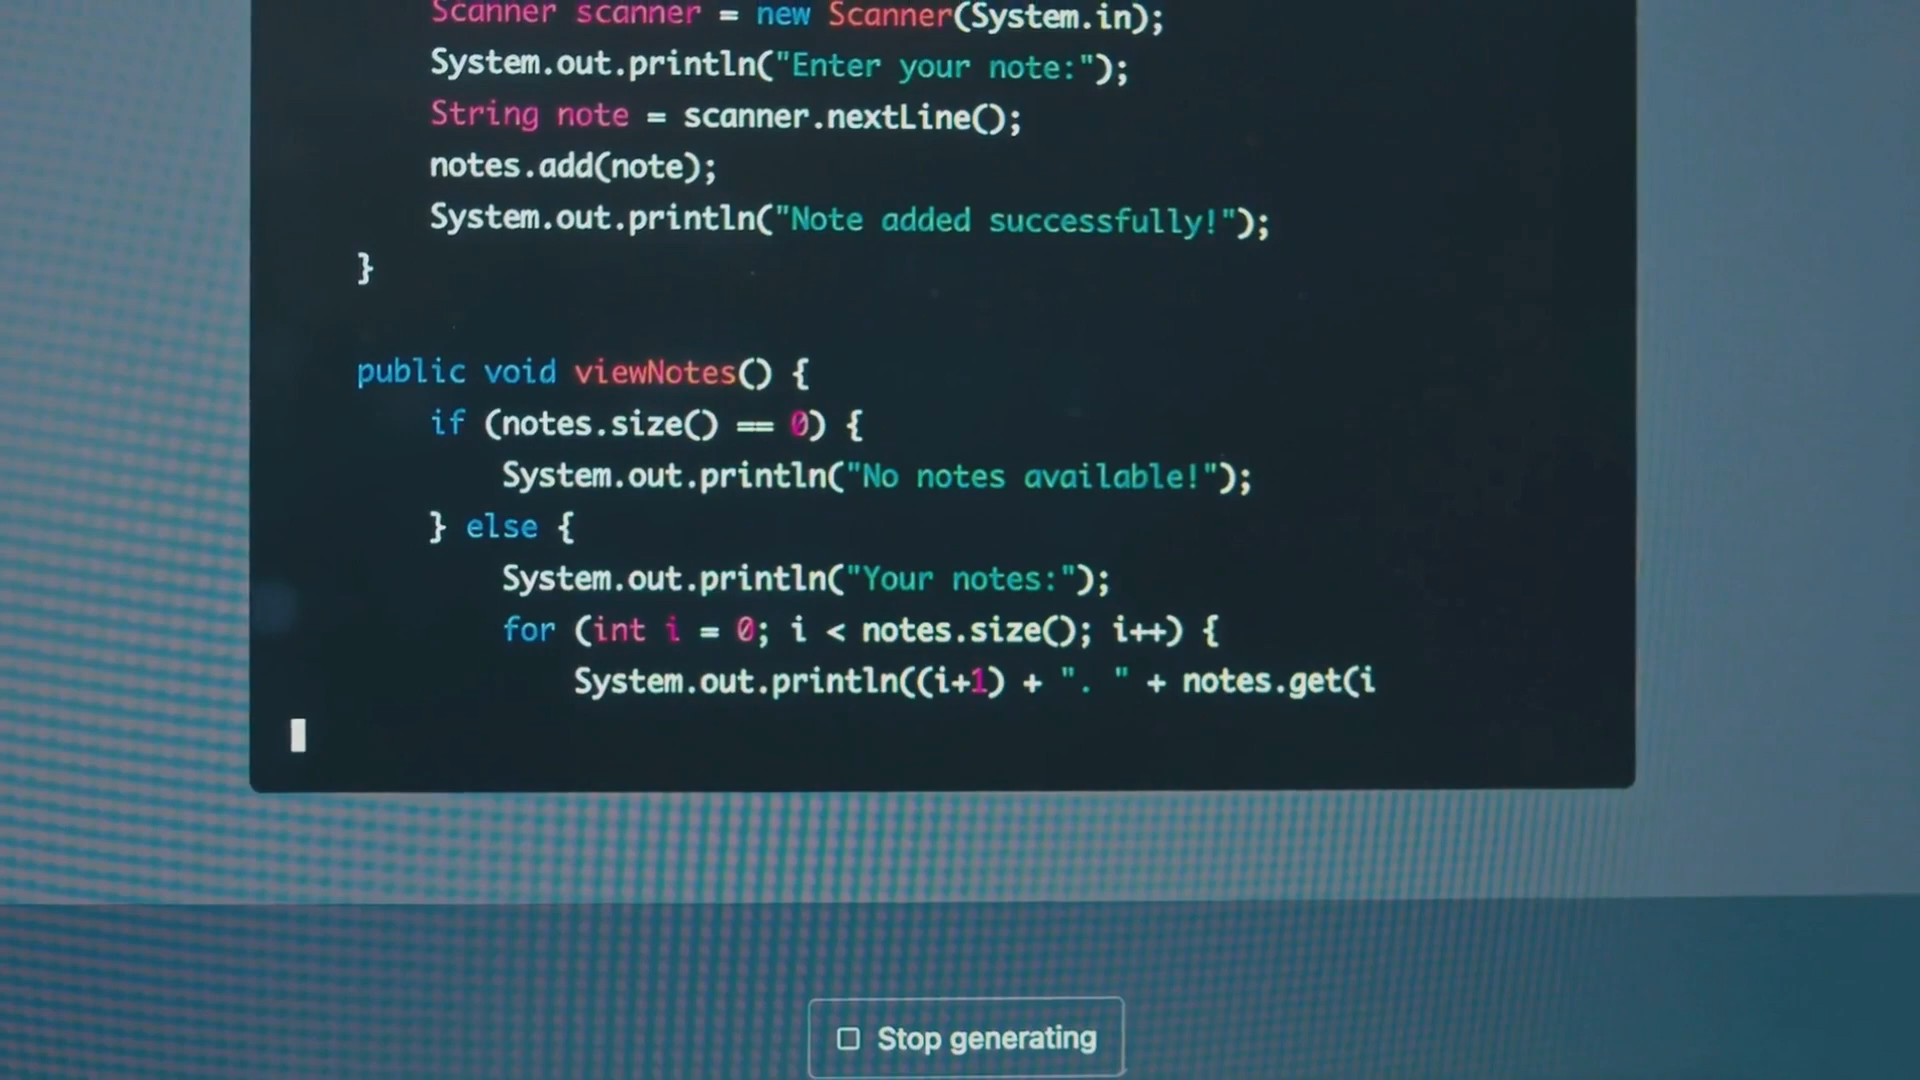 Scanner scanner = new Scanner(System.in);
System.out.println("Enter your note:");
String note = scanner.nextLine();
notes.add(note);
System.out.println("Note added successfully!");
}
public void viewNotes() {
if (notes.size() == 0) {
System.out.println("No notes available!");
} else {
System.out.println("Your notes:");
for (int i = 0; i < notes.size(); i++) {
System.out.println((i+1) + ". " + notes.get(i
Stop generating